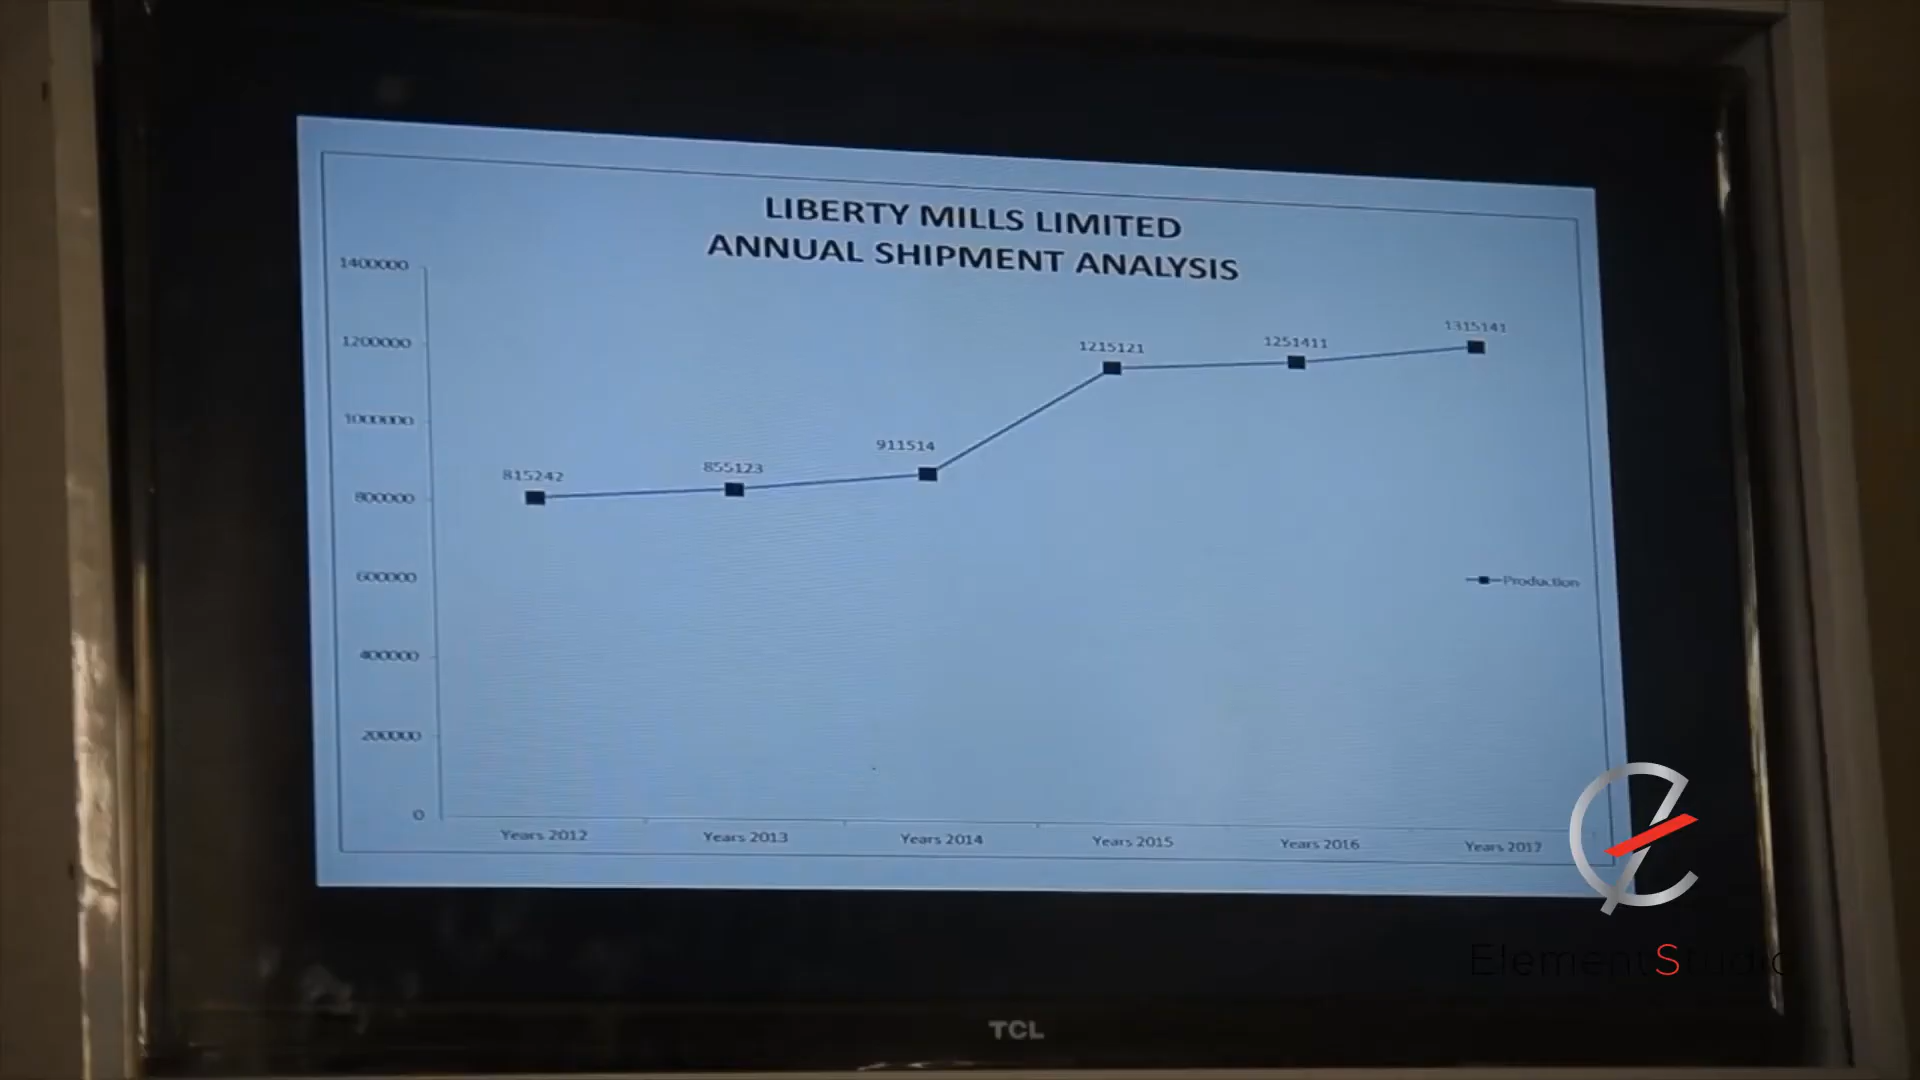 LIBERTY MILLS LIMITED
ANNUAL SHIPMENT ANALYSIS
1400000
1200000
1000000
800000
600000
400000
200000
0
815242
855123
911514
1215121
1251411
1315141
Production
Years 2012
Years 2013
Years 2014
Years 2015
Years 2016
Years 2017
ElementStudio
TCL